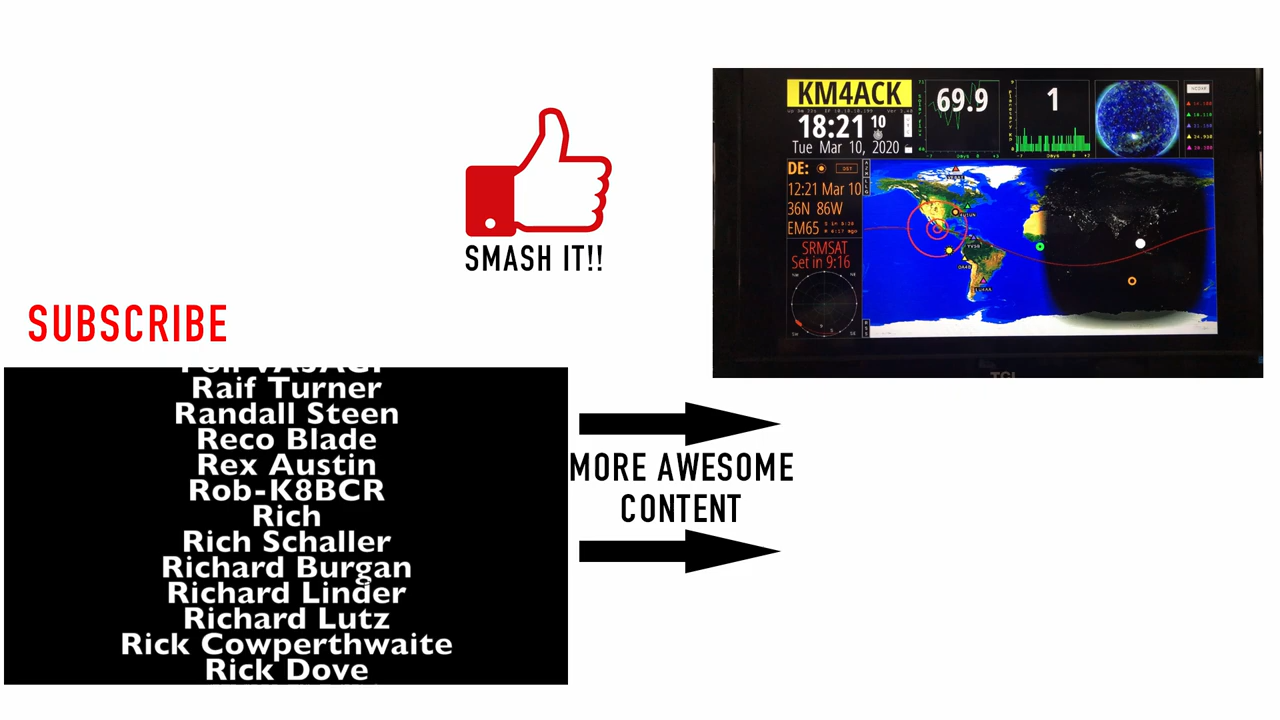 SMASH IT!!
SUBSCRIBE
Raif Turner
Randall Steen
Reco Blade
Rex Austin
Rob-K8BCR
Rich
Rich Schaller
Richard Burgan
Richard Linder
Richard Lutz
Rick Cowperthwaite
Rick Dove
MORE AWESOME
CONTENT
KM4ACK
18:21 10
Tue Mar 10, 2020
69.9
1
DE:
12:21 Mar 10
36N 86W
EM65
SRMSAT
Set in 9:16